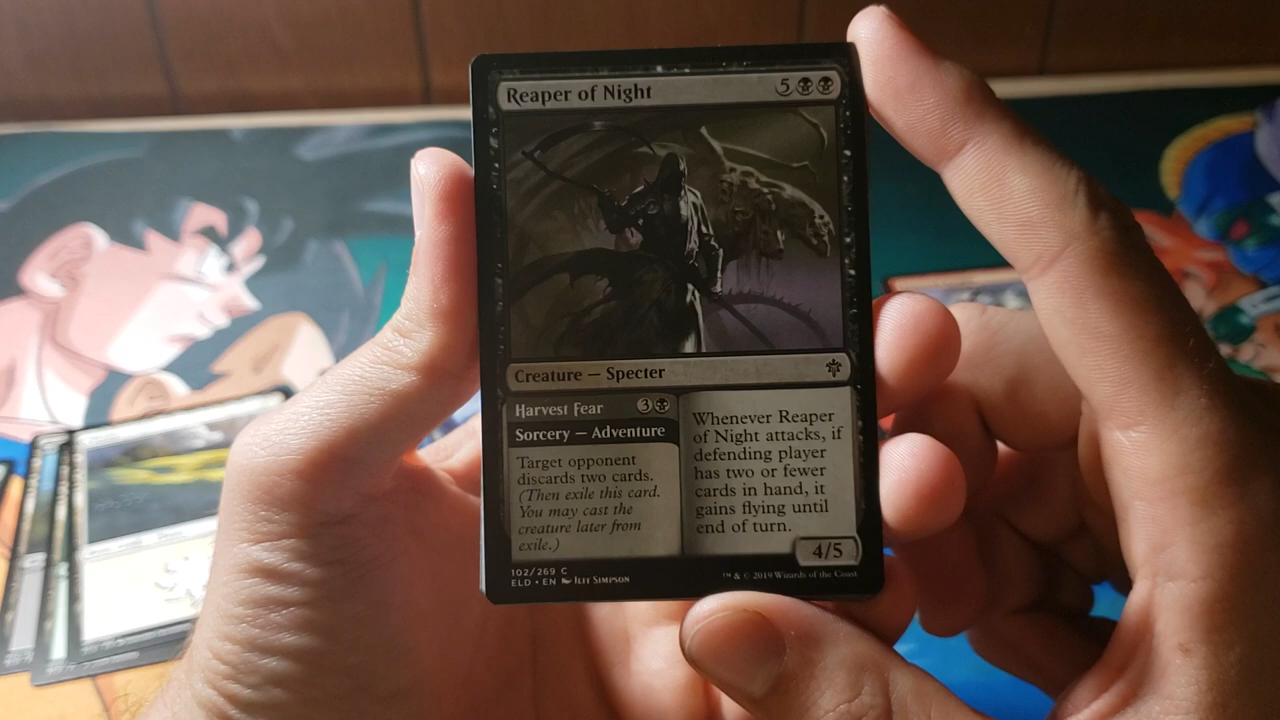 Reaper of Night 5
Creature — Specter
Harvest Fear 3
Sorcery — Adventure
Target opponent
discards two cards.
(Then exile this card.
You may cast the
creature later from
exile.)
Whenever Reaper
of Night attacks, if
defending player
has two or fewer
cards in hand, it
gains flying until
end of turn.
4/5
102/269 C
ELD • EN Jeff Simpson
™ & © 2019 Wizards of the Coast